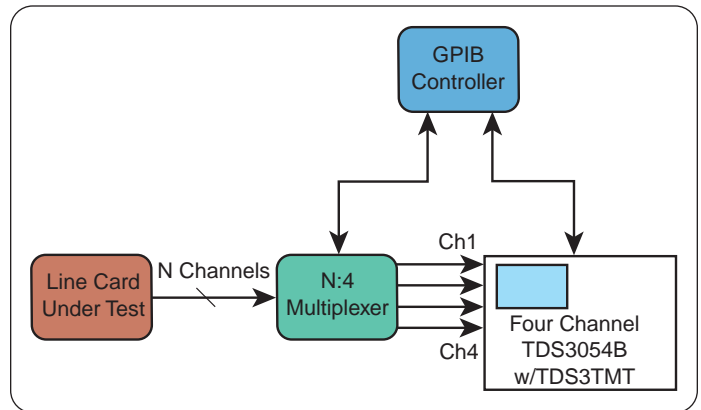 GPIB
Controller
Ch1
N Channels
Line Card
Under Test
N:4
Multiplexer
Ch4
Four Channel
TDS3054B
w/TDS3TMT